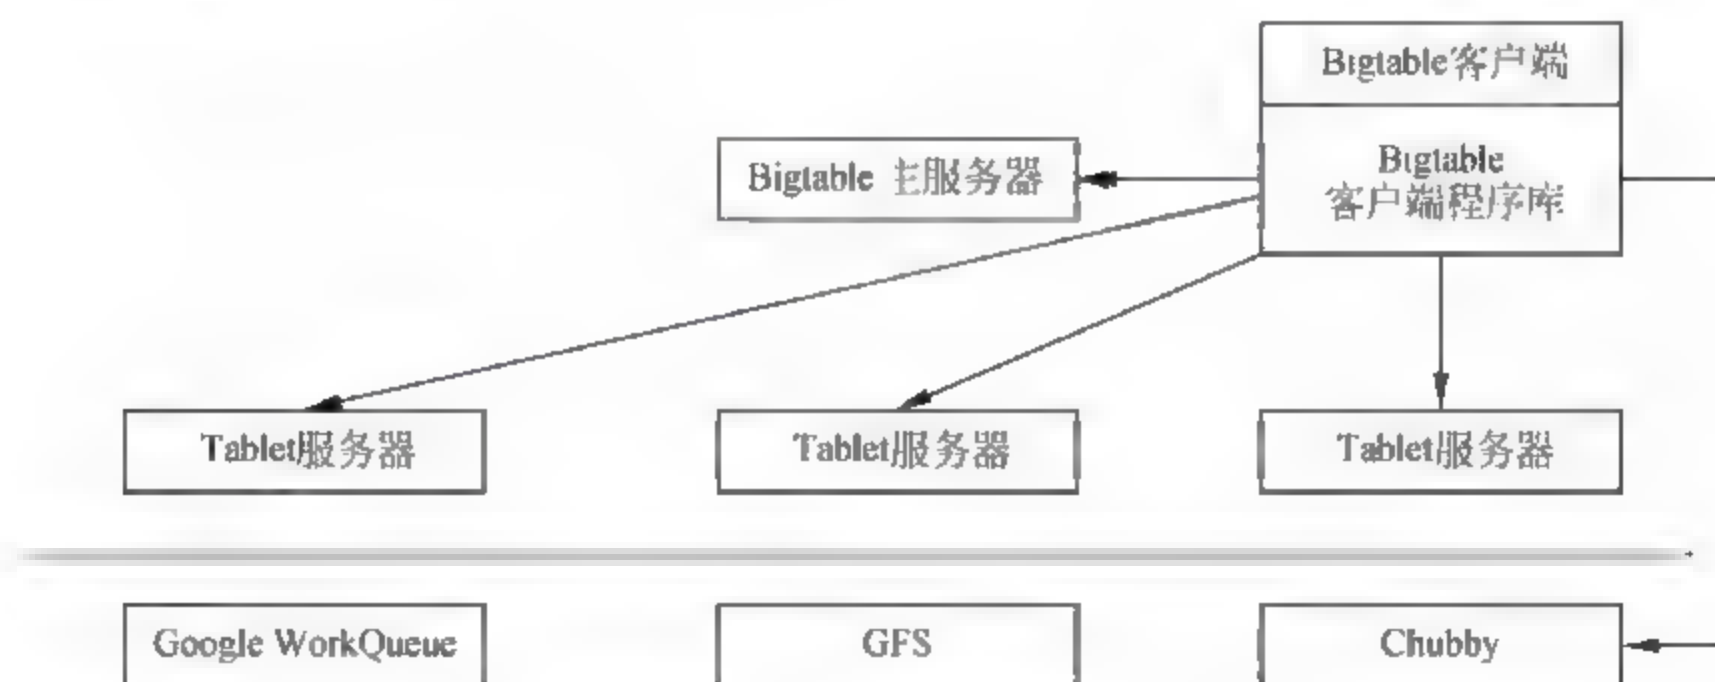 Bigtable客户端
Bigtable 主服务器
Bigtable
客户端程序库
Tablet服务器
Tablet服务器
Tablet服务器
Google WorkQueue
GFS
Chubby